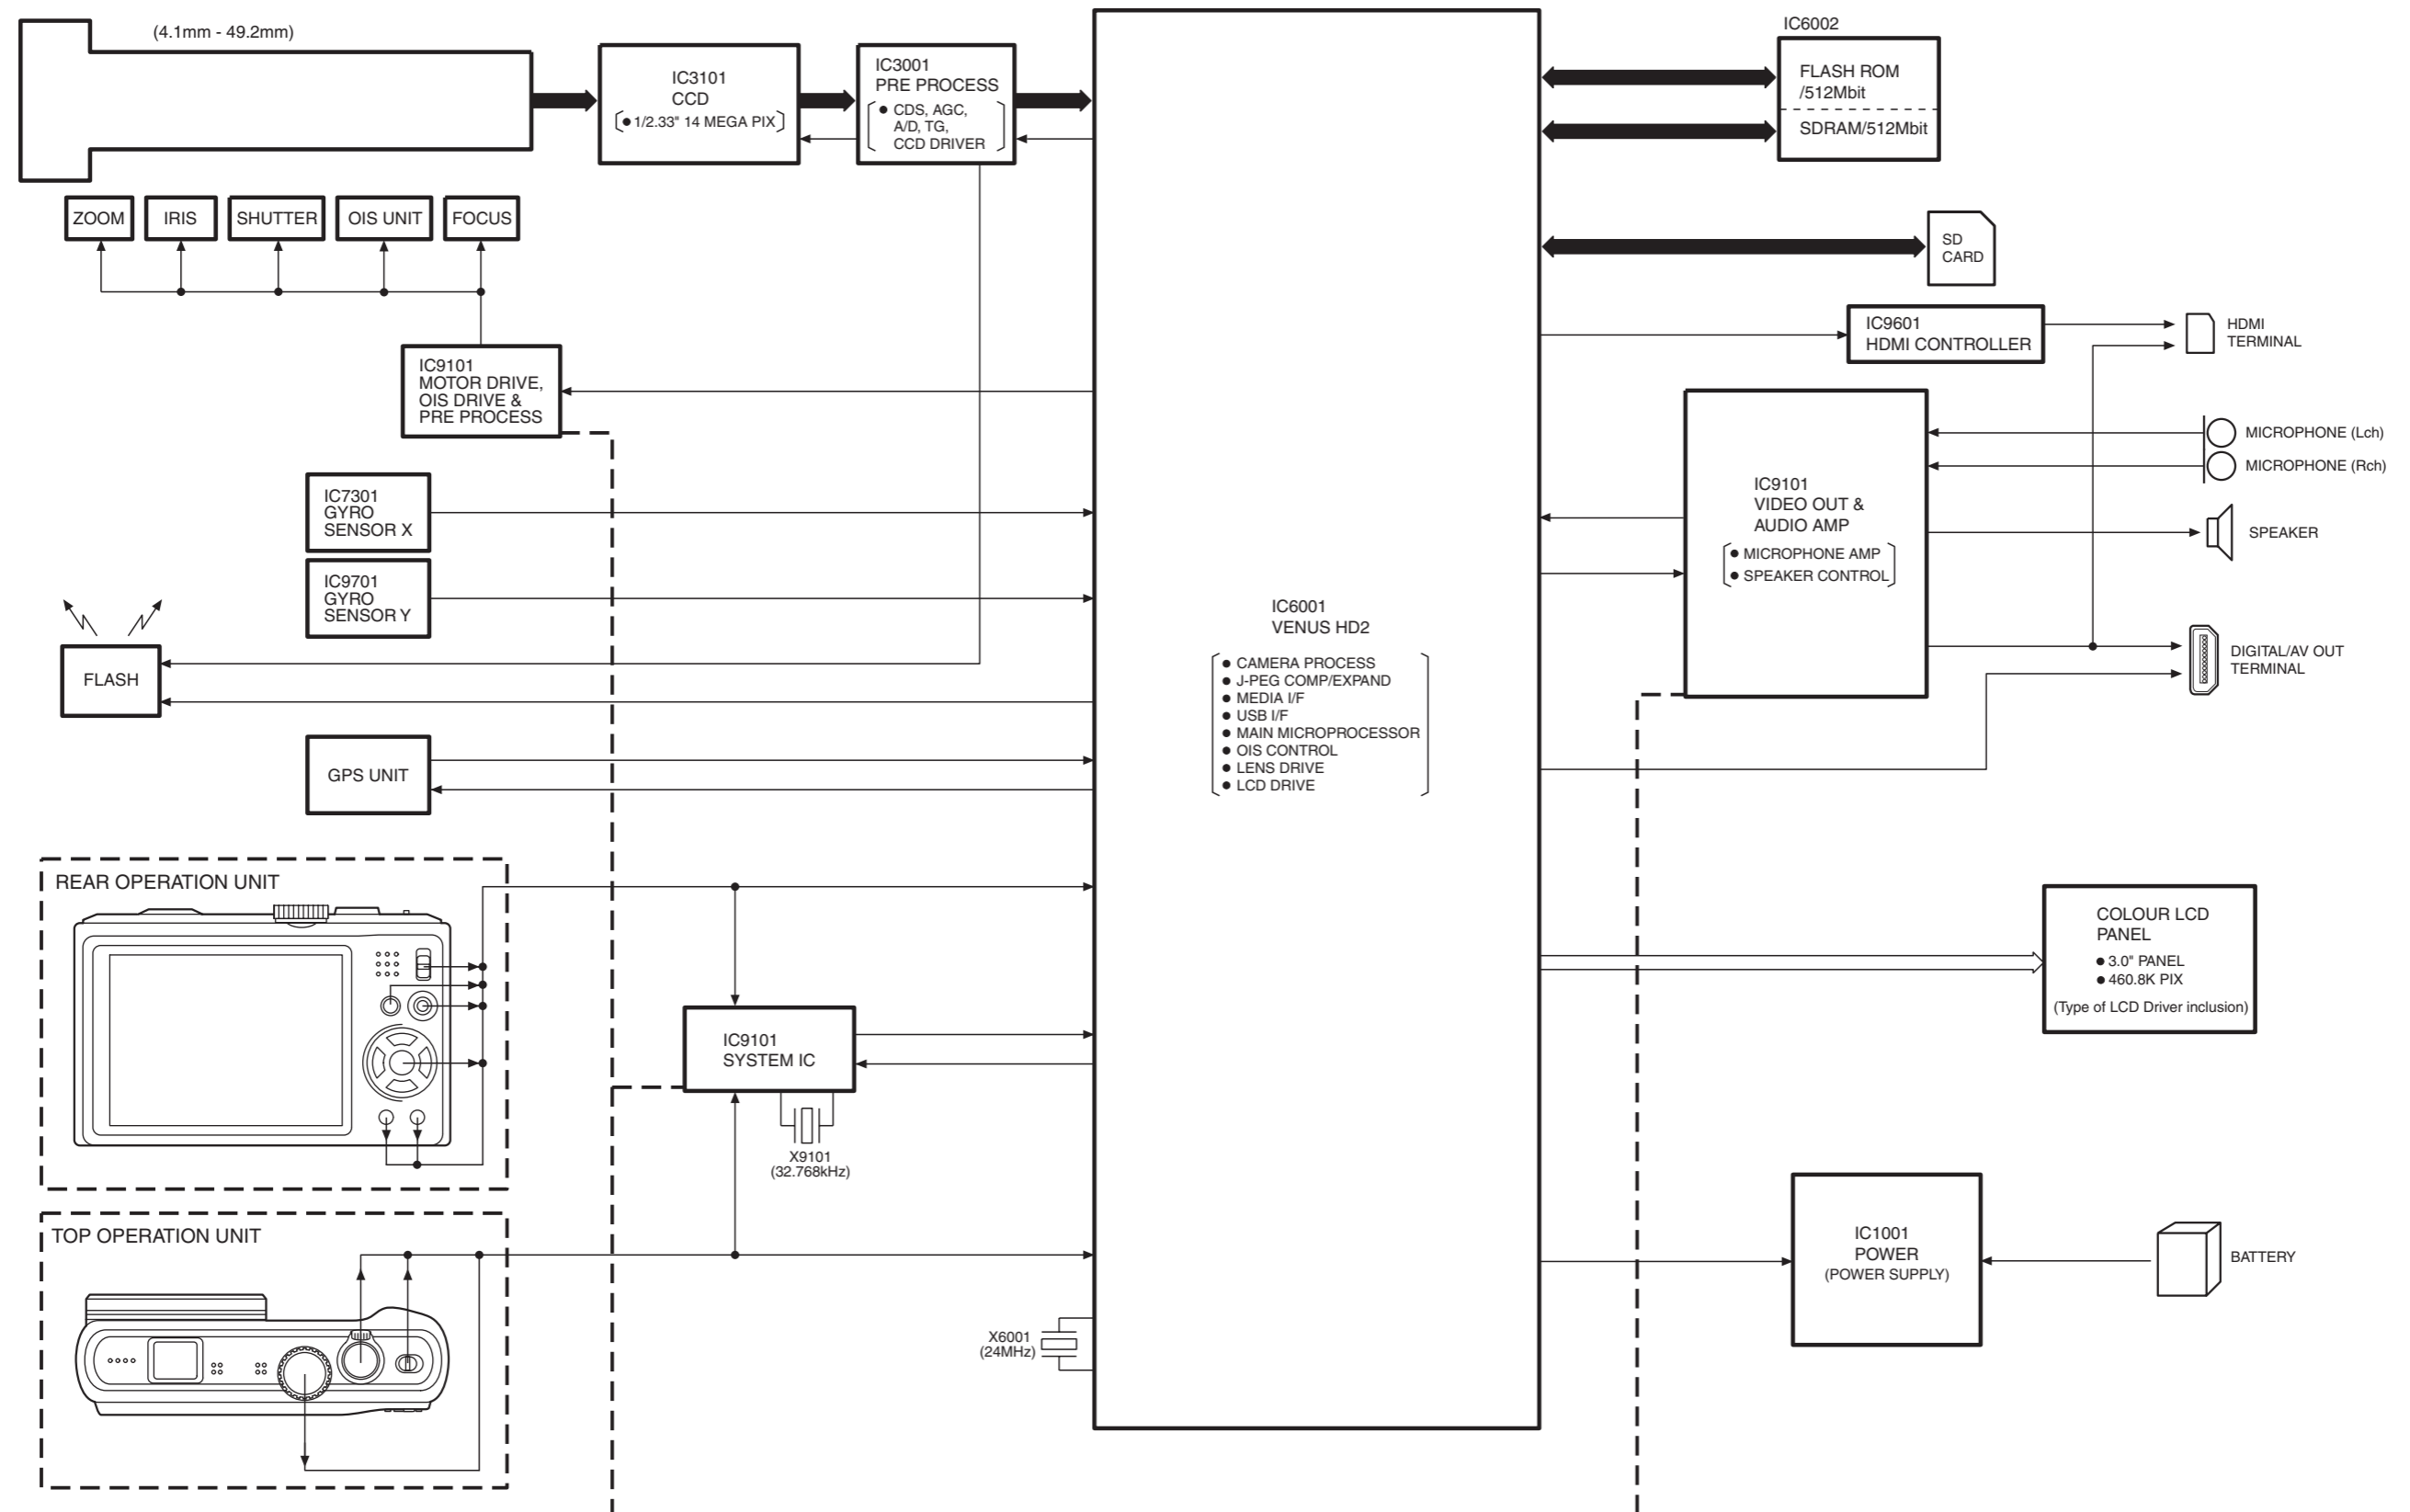 (4.1mm - 49.2mm)
IC3101
CCD
● 1/2.33" 14 MEGA PIX
IC3001
PRE PROCESS
● CDS, AGC,
A/D, TG,
CCD DRIVER
IC6002
FLASH ROM
/512Mbit
SDRAM/512Mbit
ZOOM
IRIS
SHUTTER
OIS UNIT
FOCUS
SD
CARD
IC9601
HDMI CONTROLLER
HDMI
TERMINAL
IC9101
MOTOR DRIVE,
OIS DRIVE &
PRE PROCESS
MICROPHONE (Lch)
MICROPHONE (Rch)
IC9101
VIDEO OUT &
AUDIO AMP
● MICROPHONE AMP
● SPEAKER CONTROL
SPEAKER
IC7301
GYRO
SENSOR X
IC9701
GYRO
SENSOR Y
IC6001
VENUS HD2
● CAMERA PROCESS
● J-PEG COMP/EXPAND
● MEDIA I/F
● USB I/F
● MAIN MICROPROCESSOR
● OIS CONTROL
● LENS DRIVE
● LCD DRIVE
FLASH
DIGITAL/AV OUT
TERMINAL
GPS UNIT
REAR OPERATION UNIT
COLOUR LCD
PANEL
● 3.0" PANEL
● 460.8K PIX
(Type of LCD Driver inclusion)
IC9101
SYSTEM IC
X9101
(32.768kHz)
TOP OPERATION UNIT
IC1001
POWER
(POWER SUPPLY)
BATTERY
X6001
(24MHz)